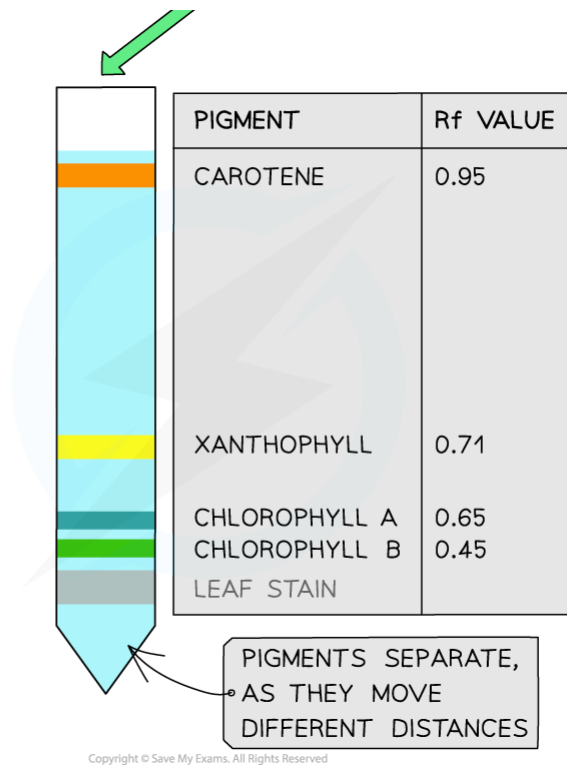 PIGMENT Rf VALUE
CAROTENE 0.95
XANTHOPHYLL 0.71
CHLOROPHYLL A 0.65
CHLOROPHYLL B 0.45
LEAF STAIN
PIGMENTS SEPARATE,
AS THEY MOVE
DIFFERENT DISTANCES
Copyright © Save My Exams. All Rights Reserved